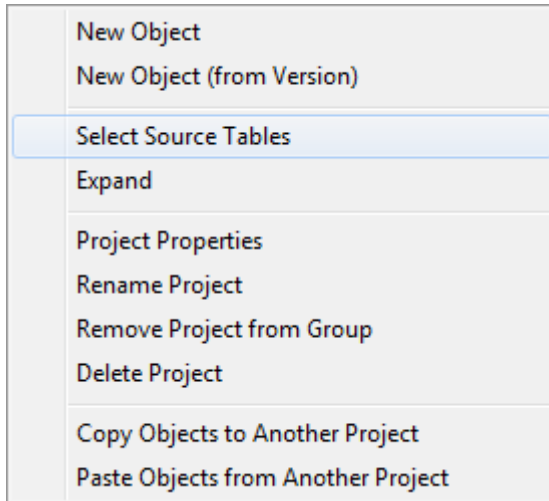 New Object
New Object (from Version)
Select Source Tables
Expand
Project Properties
Rename Project
Remove Project from Group
Delete Project
Copy Objects to Another Project
Paste Objects from Another Project